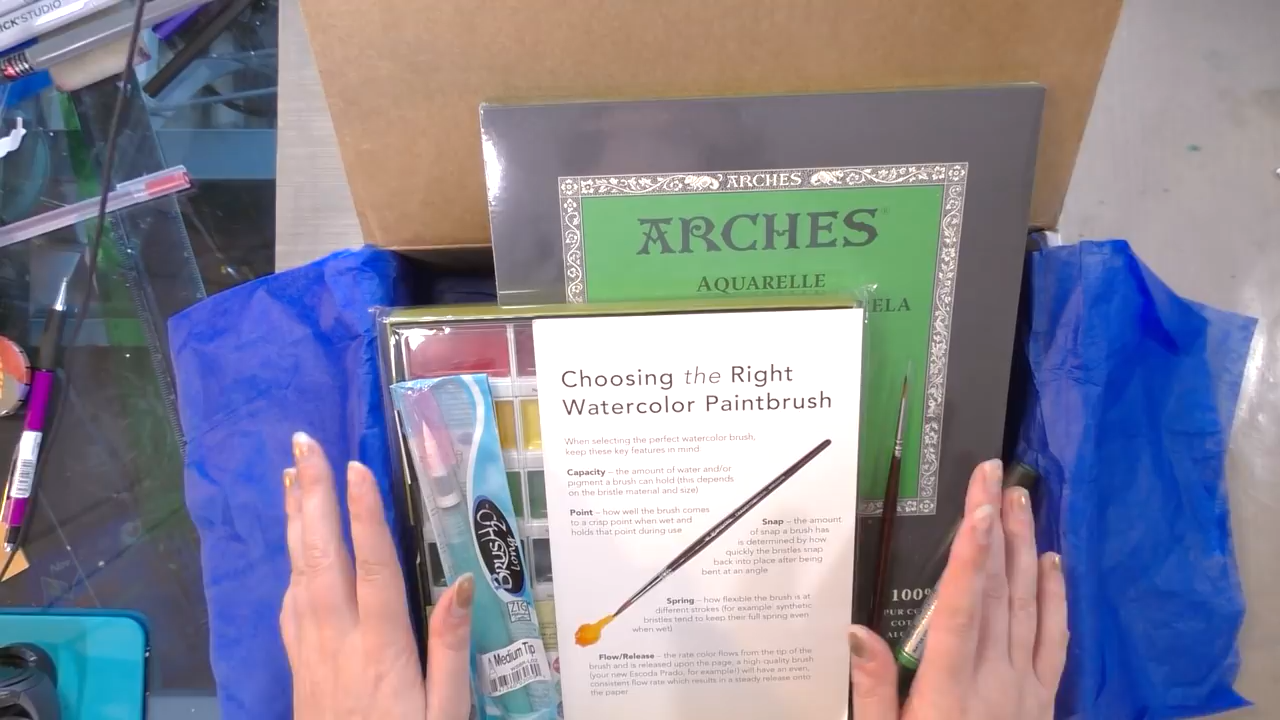 ARCHES
ARCHES
AQUARELLE
ELA
Choosing the Right
Watercolor Paintbrush
When selecting the perfect watercolor brush,
keep these key features in mind
Capacity – the amount of water and/or
pigment a brush can hold (this depends
on the bristle material and size)
Point – how well the brush comes
to a crisp point when wet and
holds that point during use
Snap – the amount
of snap a brush has
is determined by how
quickly the bristles snap
back into place after being
bent at an angle
Spring – how flexible the brush is at
different strokes (for example: synthetic
bristles tend to keep their full spring even
when wet)
Flow/Release – the rate color flows from the tip of the
brush and is released upon the page, a high quality brush
(your new Escoda Prado, for example!) will have an even,
consistent flow rate which results in a steady release onto
the paper
Medium Tip
ZIG
100%
PUR CO
CO
AL
ICK STUDIO